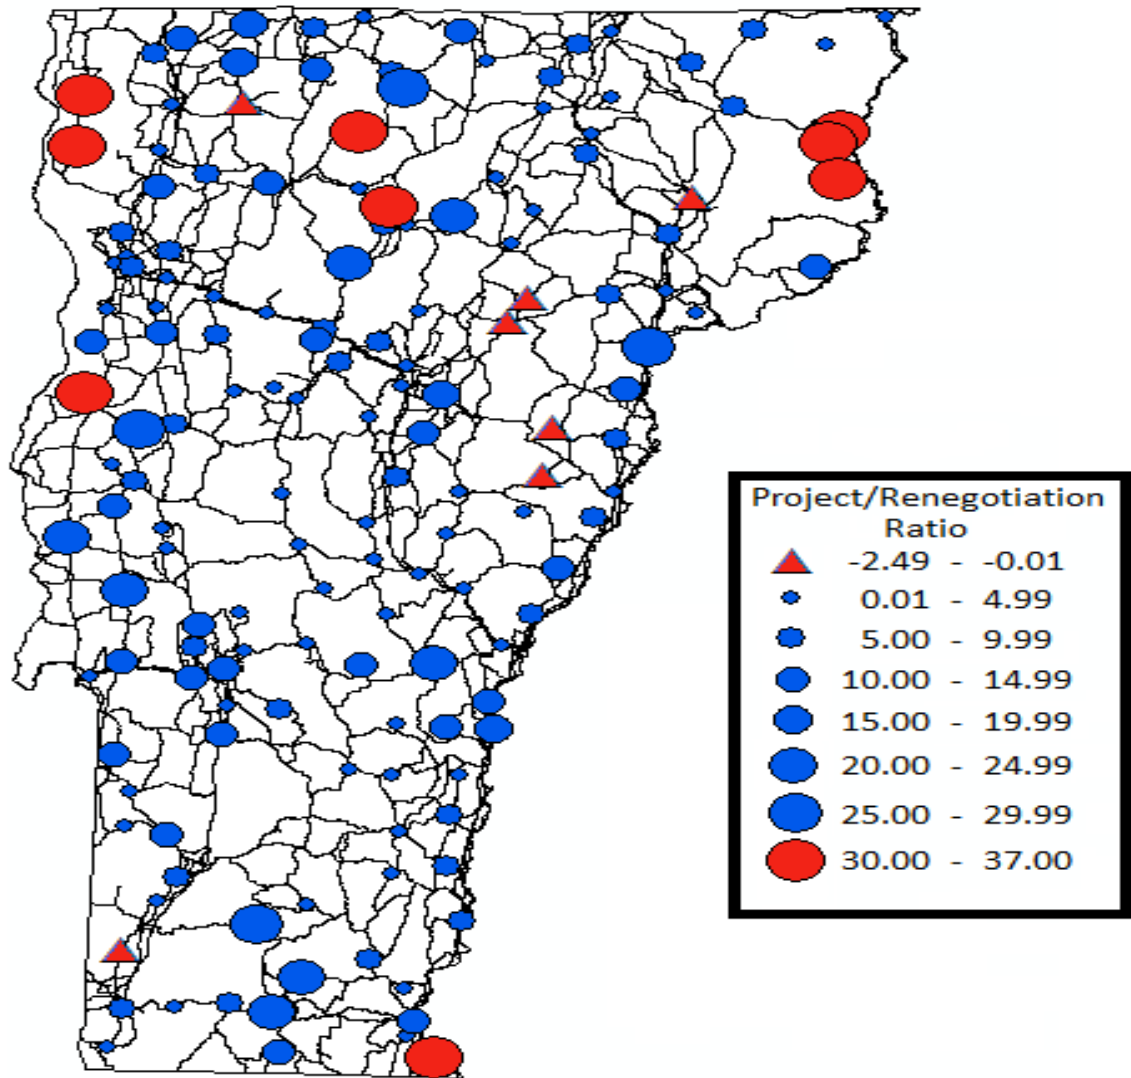 Project/Renegotiation
Ratio
-2.49 - -0.01
0.01 - 4.99
5.00 - 9.99
10.00 - 14.99
15.00 - 19.99
20.00 - 24.99
25.00 - 29.99
30.00 - 37.00